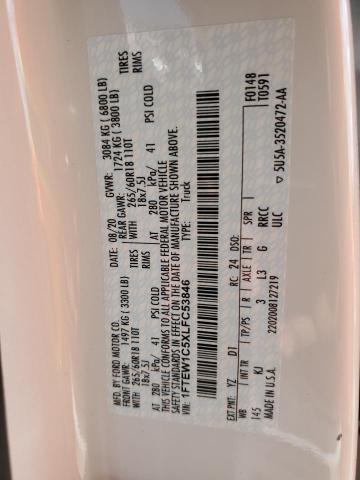 MFD. BY FORD MOTOR CO.
DATE: 08/20 GVWR: 3084 KG (6800 LB)
FRONT GAWR: 1497 KG (3300 LB)
REAR GAWR: 1724 KG (3800 LB)
WITH 265/60R18 110T TIRES
WITH 265/60R18 110T TIRES
18x7.5J RIMS
18x7.5J RIMS
AT 280 kPa/ 41 PSI COLD
AT 280 kPa/ 41 PSI COLD
THIS VEHICLE CONFORMS TO ALL APPLICABLE FEDERAL MOTOR VEHICLE
SAFETY STANDARDS IN EFFECT ON THE DATE OF MANUFACTURE SHOWN ABOVE.
VIN: 1FTEW1C5XLFC53846
TYPE: Truck
F0148
T0591
EXT PNT: YZ D1 RC: 24 DSO:
WB INT TR TP/PS R AXLE TR SPR
145 KJ 3 L3 G RRCC
ULC
2202008127219
MADE IN U.S.A.
5U5A-3520472-AA